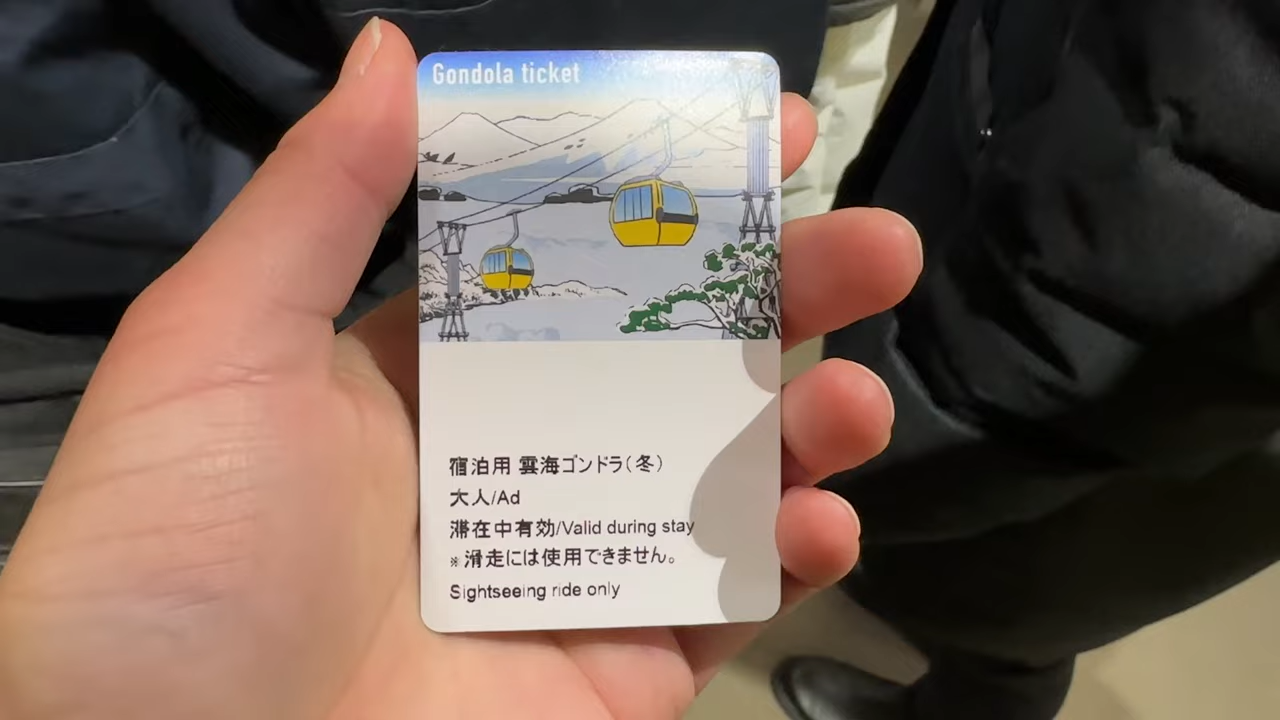 Gondola ticket
宿泊用 雲海ゴンドラ（冬）
大人/Ad
滞在中有効/Valid during stay
※滑走には使用できません。
Sightseeing ride only